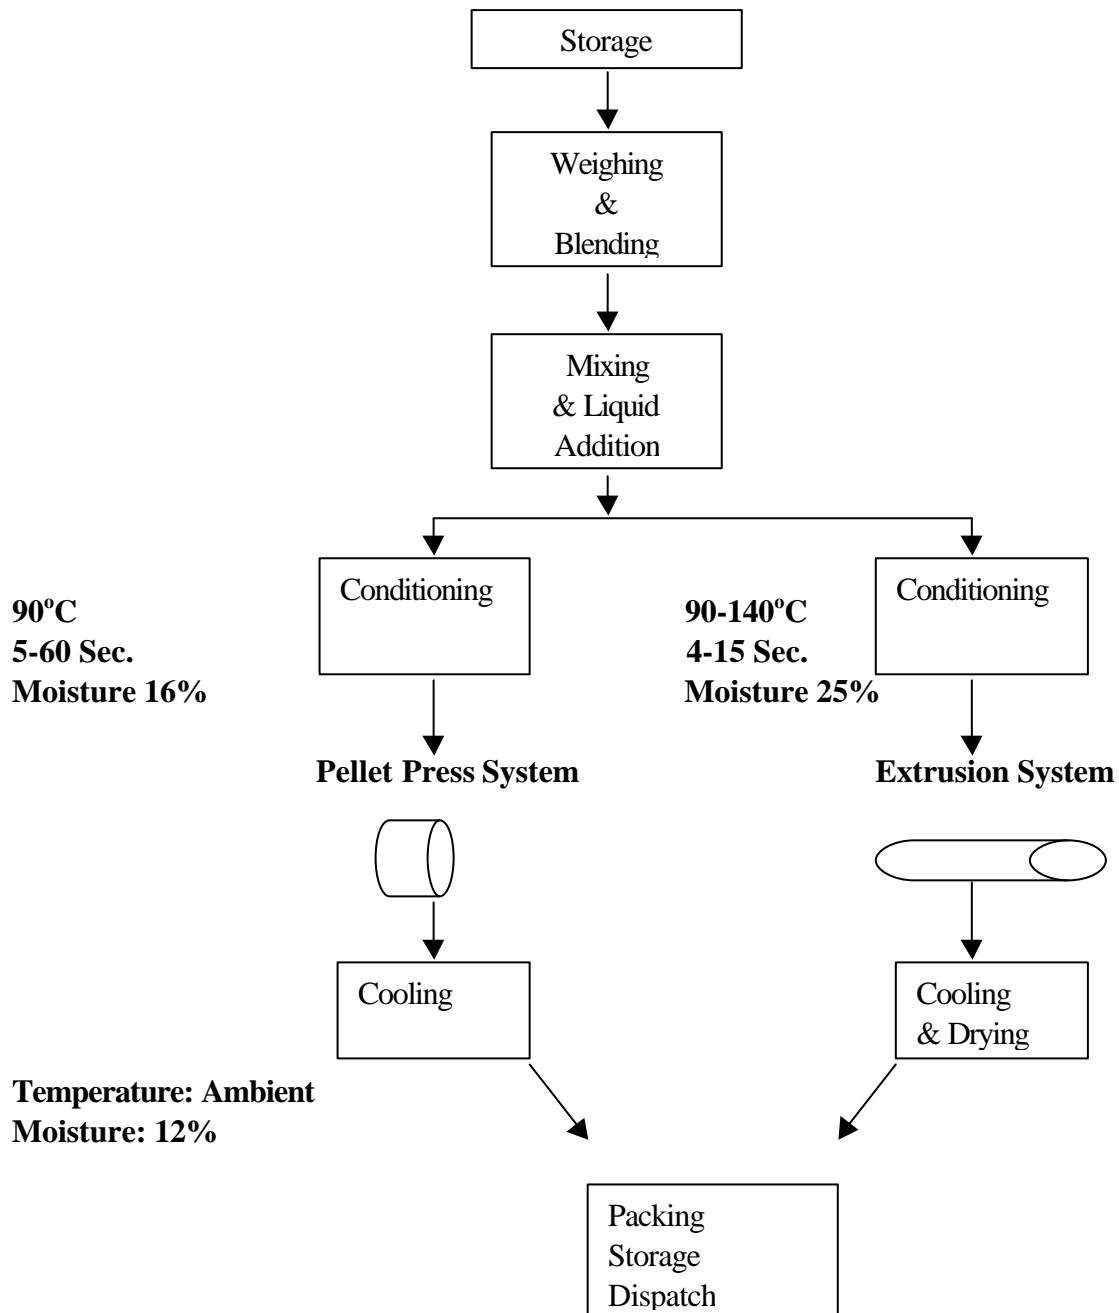 Storage
Weighing
&
Blending
Mixing
& Liquid
Addition
Conditioning
90°C
5-60 Sec.
Moisture 16%
Conditioning
90-140°C
4-15 Sec.
Moisture 25%
Pellet Press System
Extrusion System
Cooling
Cooling
& Drying
Temperature: Ambient
Moisture: 12%
Packing
Storage
Dispatch